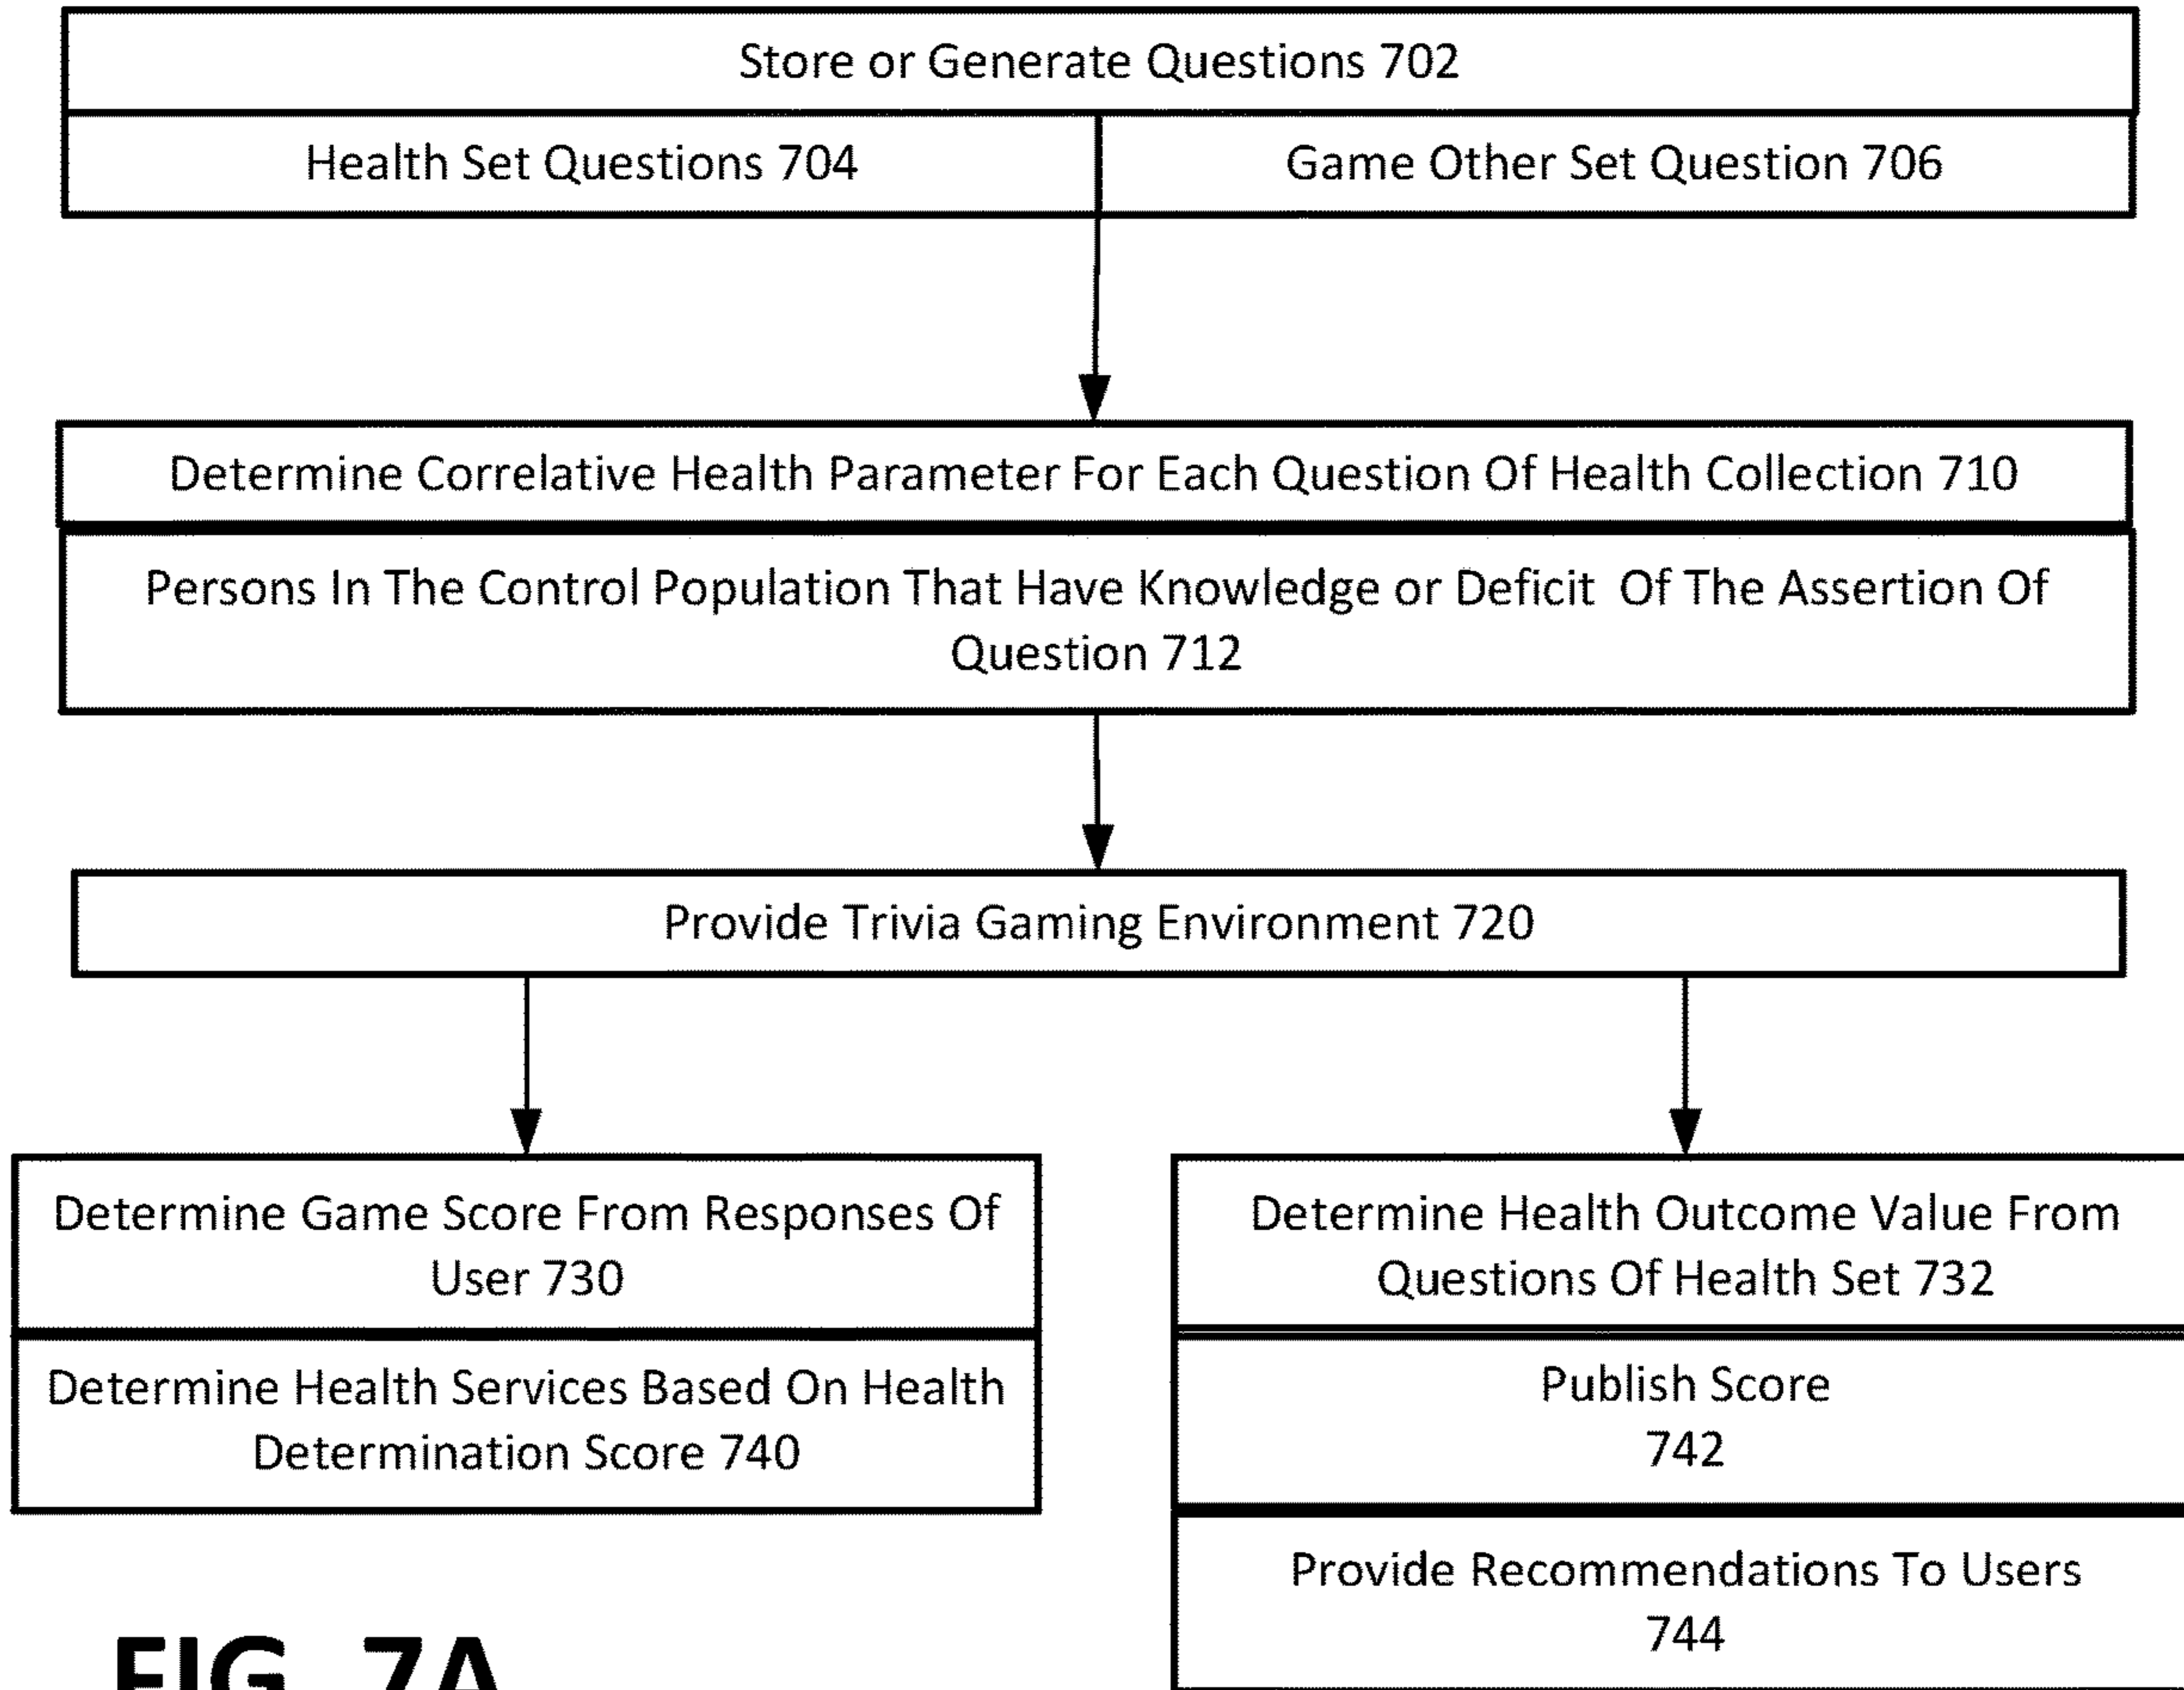 Store or Generate Questions 702
Health Set Questions 704
Game Other Set Question 706
Determine Correlative Health Parameter For Each Question Of Health Collection 710
Persons In The Control Population That Have Knowledge or Deficit Of The Assertion Of
Question 712
Provide Trivia Gaming Environment 720
Determine Game Score From Responses Of
User 730
Determine Health Services Based On Health
Determination Score 740
Determine Health Outcome Value From
Questions Of Health Set 732
Publish Score
742
Provide Recommendations To Users
744
FIG. 7A